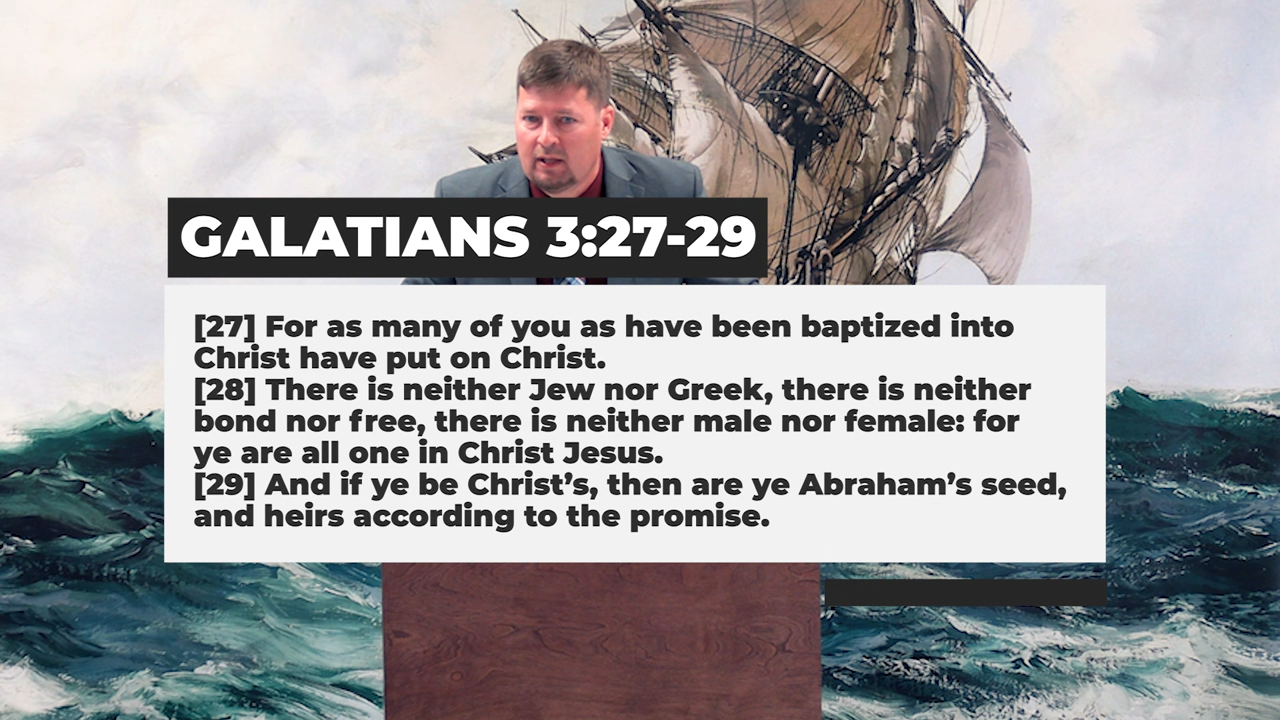 GALATIANS 3:27-29
[27] For as many of you as have been baptized into
Christ have put on Christ.
[28] There is neither Jew nor Greek, there is neither
bond nor free, there is neither male nor female: for
ye are all one in Christ Jesus.
[29] And if ye be Christ’s, then are ye Abraham’s seed,
and heirs according to the promise.